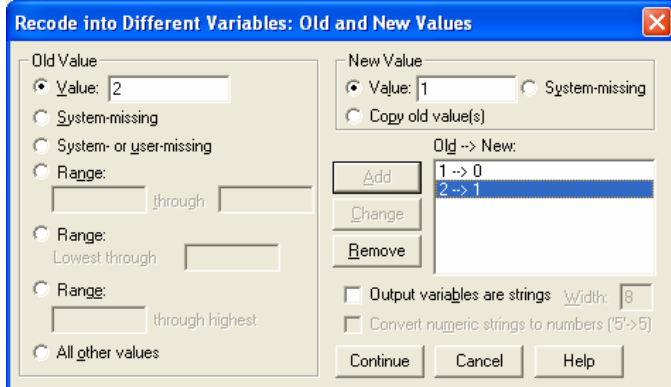 Recode into Different Variables: Old and New Values
Old Value
Value: 2
System-missing
System- or user-missing
Range:
through
Range:
Lowest through
Range:
through highest
All other values
New Value
Value: 1 System-missing
Copy old value(s)
Old --> New:
1 --> 0
2 --> 1
Add
Change
Remove
Output variables are strings Width: 8
Convert numeric strings to numbers ('5'->5)
Continue Cancel Help